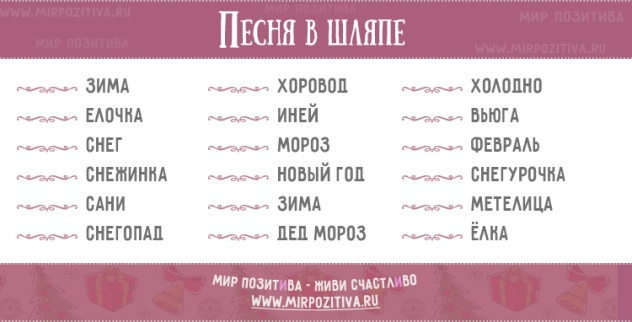 МИР ПОЗИТИВА
WWW.MIRPOZITIVA.RU
ПЕСНЯ В ШЛЯПЕ
МИР ПОЗИТИВА
WWW.MIRPOZITIVA.RU
ЗИМА
ЕЛОЧКА
СНЕГ
СНЕЖИНКА
САНИ
СНЕГОПАД
ХОРОВОД
ИНЕЙ
МОРОЗ
НОВЫЙ ГОД
ЗИМА
ДЕД МОРОЗ
ХОЛОДНО
ВЬЮГА
ФЕВРАЛЬ
СНЕГУРОЧКА
МЕТЕЛИЦА
ЁЛКА
МИР ПОЗИТИВА - ЖИВИ СЧАСТЛИВО
WWW.MIRPOZITIVA.RU